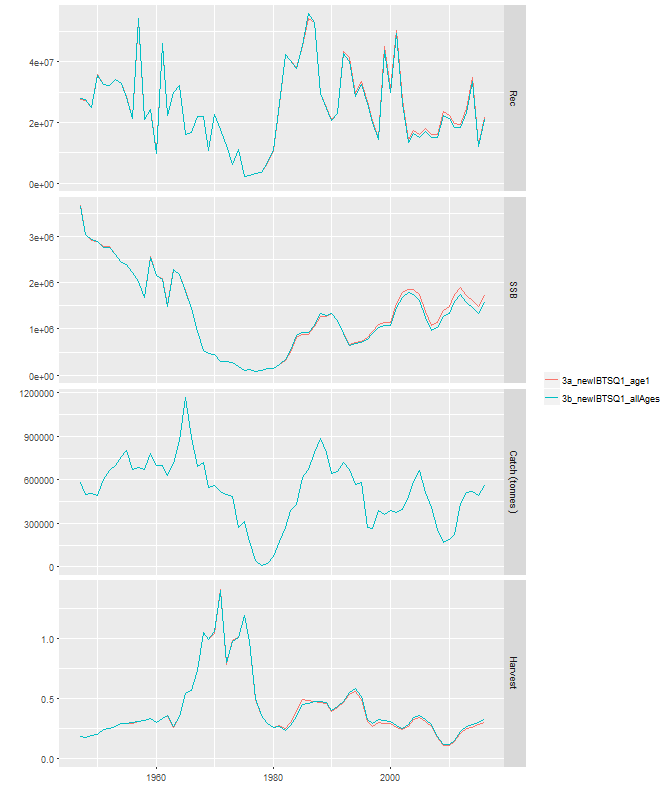 4e+07
2e+07
0e+00
Rec
3e+06
2e+06
1e+06
0e+00
SSB
1200000
900000
600000
300000
0
Catch (tonnes )
1.0
0.5
0.0
Harvest
1960
1980
2000
3a_newIBTSQ1_age1
3b_newIBTSQ1_allAges